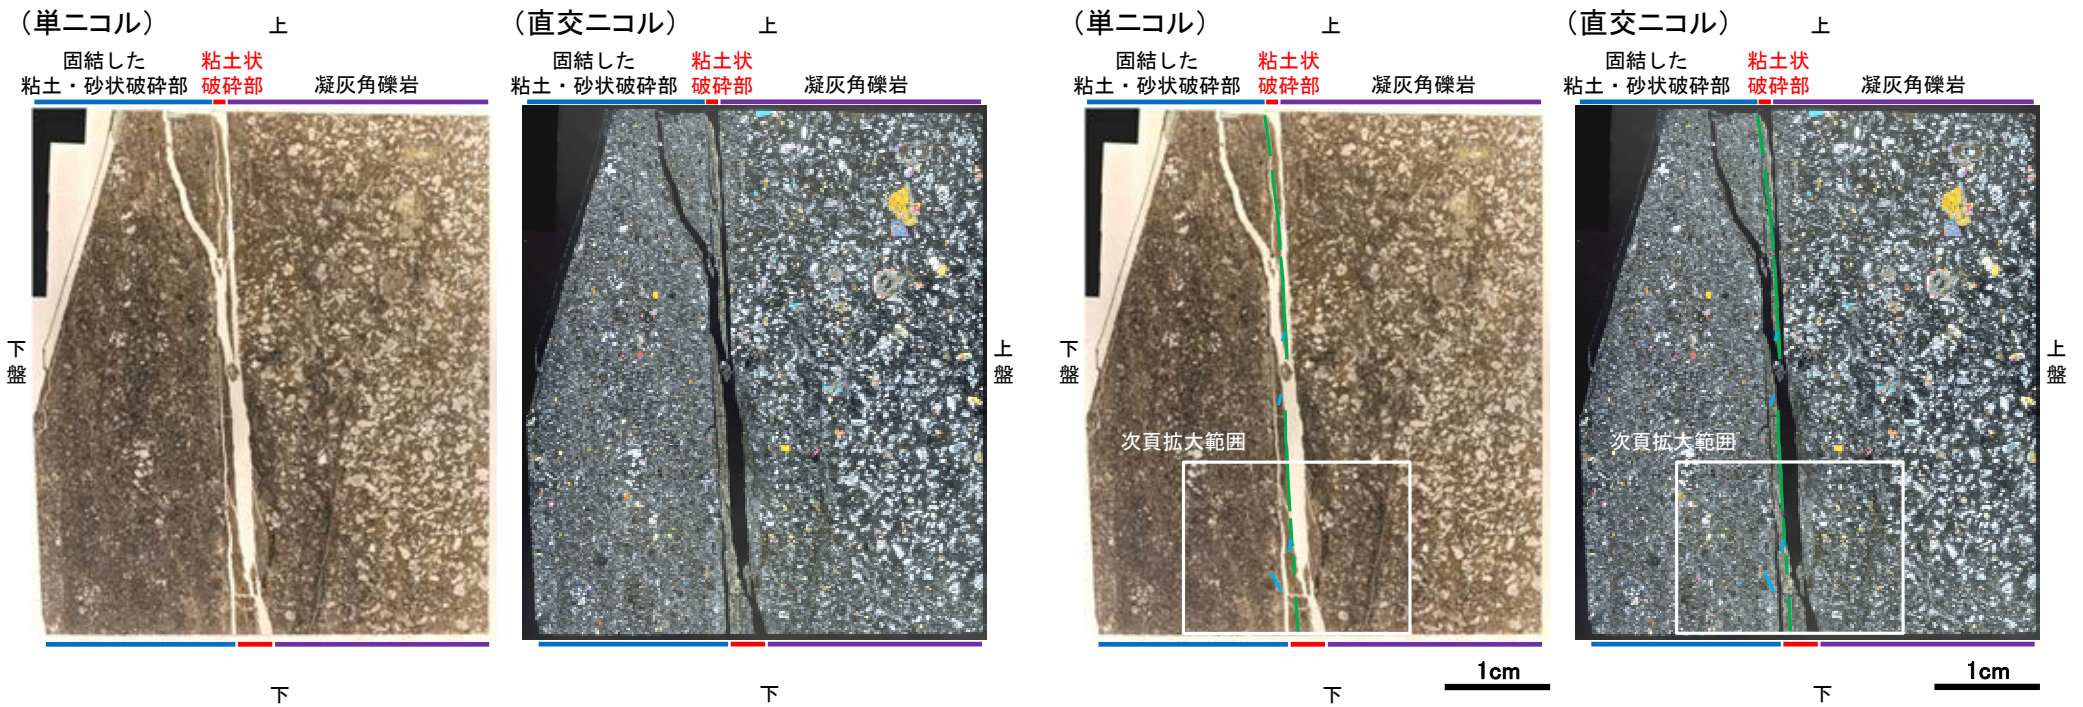 （単ニコル）
上
固結した
粘土・砂状破砕部
粘土状
破砕部
凝灰角礫岩
下盤
下
（直交ニコル）
上
固結した
粘土・砂状破砕部
粘土状
破砕部
凝灰角礫岩
上盤
下
（単ニコル）
上
固結した
粘土・砂状破砕部
粘土状
破砕部
凝灰角礫岩
下盤
次頁拡大範囲
1cm
下
（直交ニコル）
上
固結した
粘土・砂状破砕部
粘土状
破砕部
凝灰角礫岩
上盤
次頁拡大範囲
1cm
下